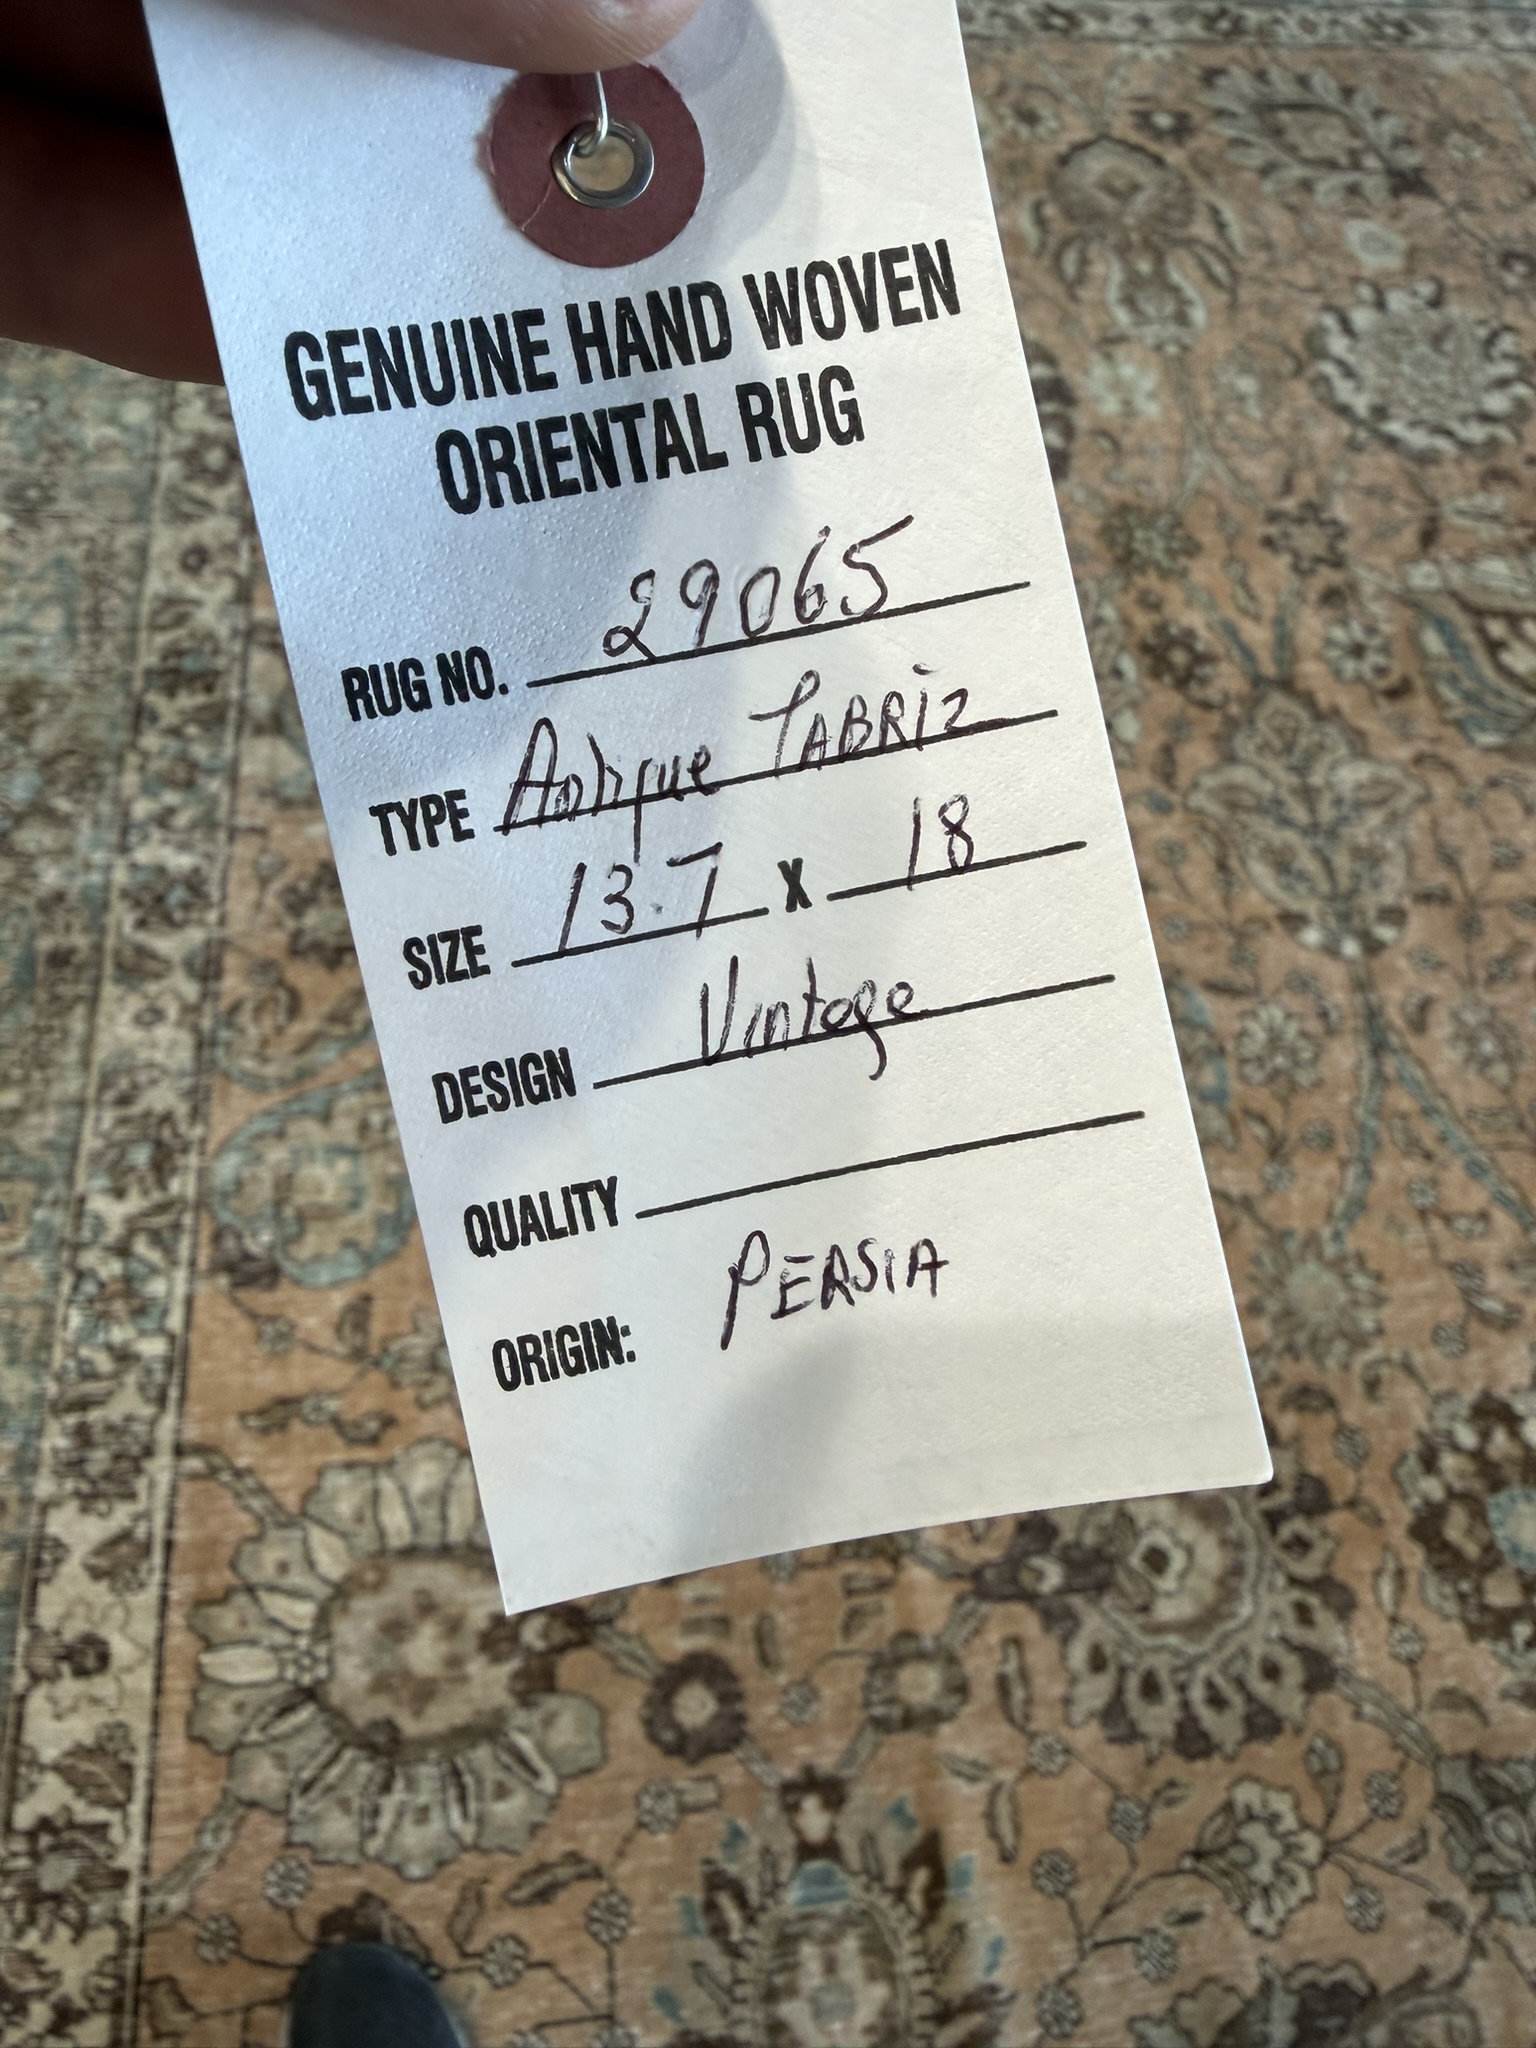 GENUINE HAND WOVEN
ORIENTAL RUG
RUG NO. 29065
TYPE Antique TABRiz
SIZE 13.7 X 18
DESIGN Vintage
QUALITY
ORIGIN: PERSIA